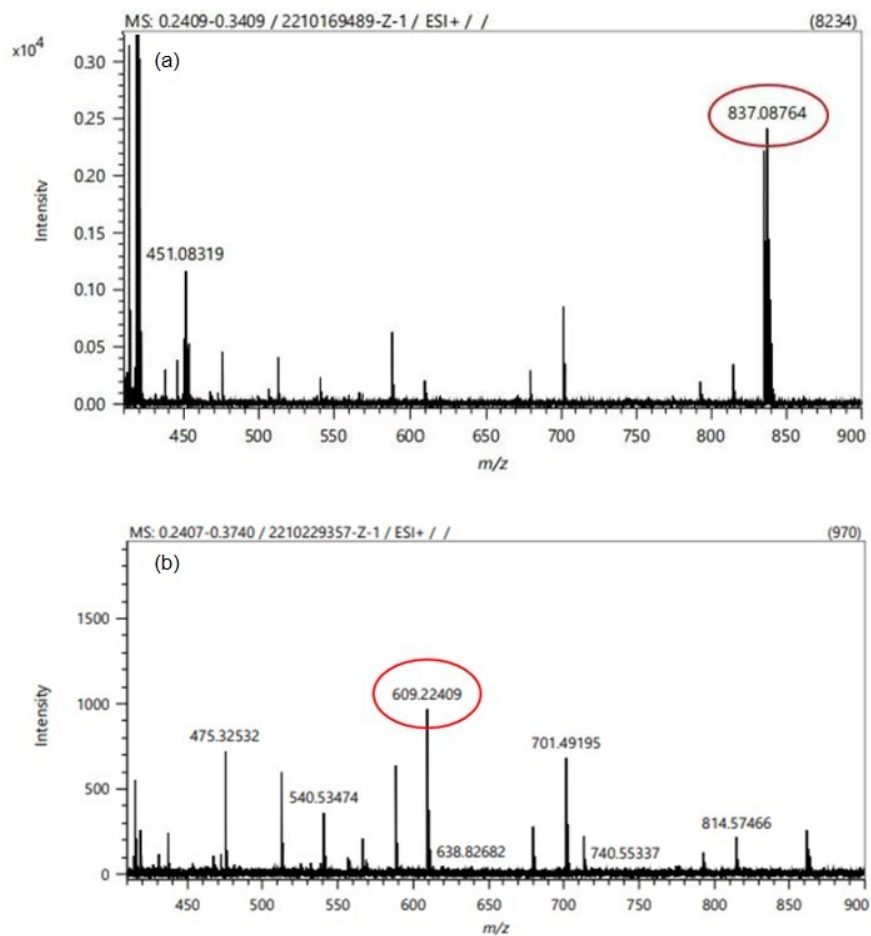 MS: 0.2409-0.3409 / 2210169489-Z-1 / ESI+ / / (8234)
x10⁴
(a)
0.30
837.08764
0.25
0.20
Intensity
0.15
451.08319
0.10
0.05
0.00
450 500 550 600 650 700 750 800 850 900
m/z
MS: 0.2407-0.3740 / 2210229357-Z-1 / ESI+ / / (970)
(b)
1500
609.22409
1000
Intensity
475.32532
701.49195
540.53474
500
814.57466
638.82682
740.55337
0
450 500 550 600 650 700 750 800 850 900
m/z